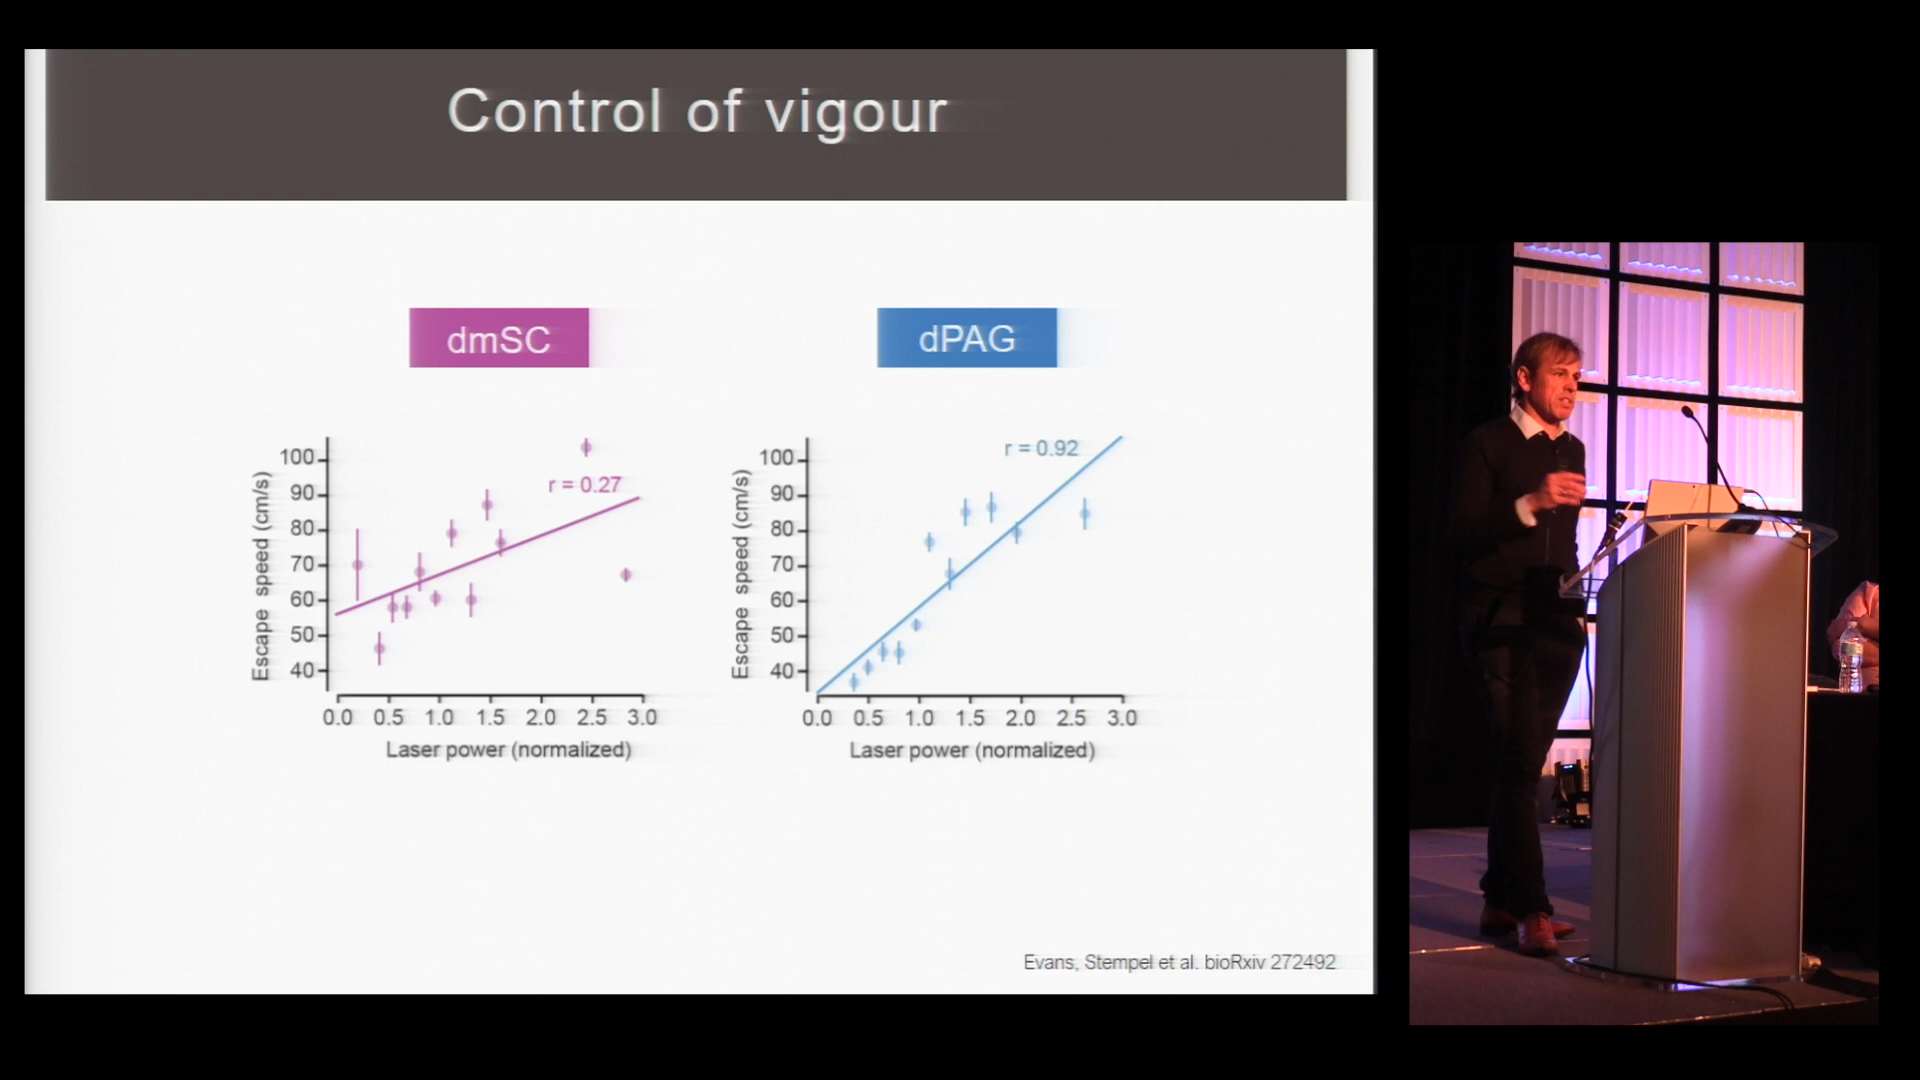 Control of vigour
dmSC
dPAG
r = 0.27
100
90
80
70
60
50
40
Escape speed (cm/s)
0.0 0.5 1.0 1.5 2.0 2.5 3.0
Laser power (normalized)
r = 0.92
100
90
80
70
60
50
40
Escape speed (cm/s)
0.0 0.5 1.0 1.5 2.0 2.5 3.0
Laser power (normalized)
Evans, Stempel et al. bioRxiv 272492